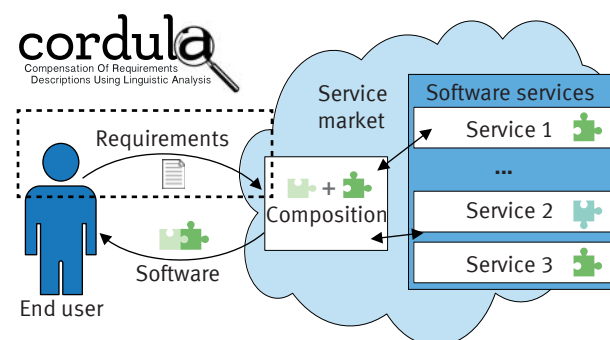 cordula
Compensation Of Requirements
Descriptions Using Linguistic Analysis
Service
market
Software services
Requirements
Service 1
...
+
Composition
Service 2
Software
Service 3
End user